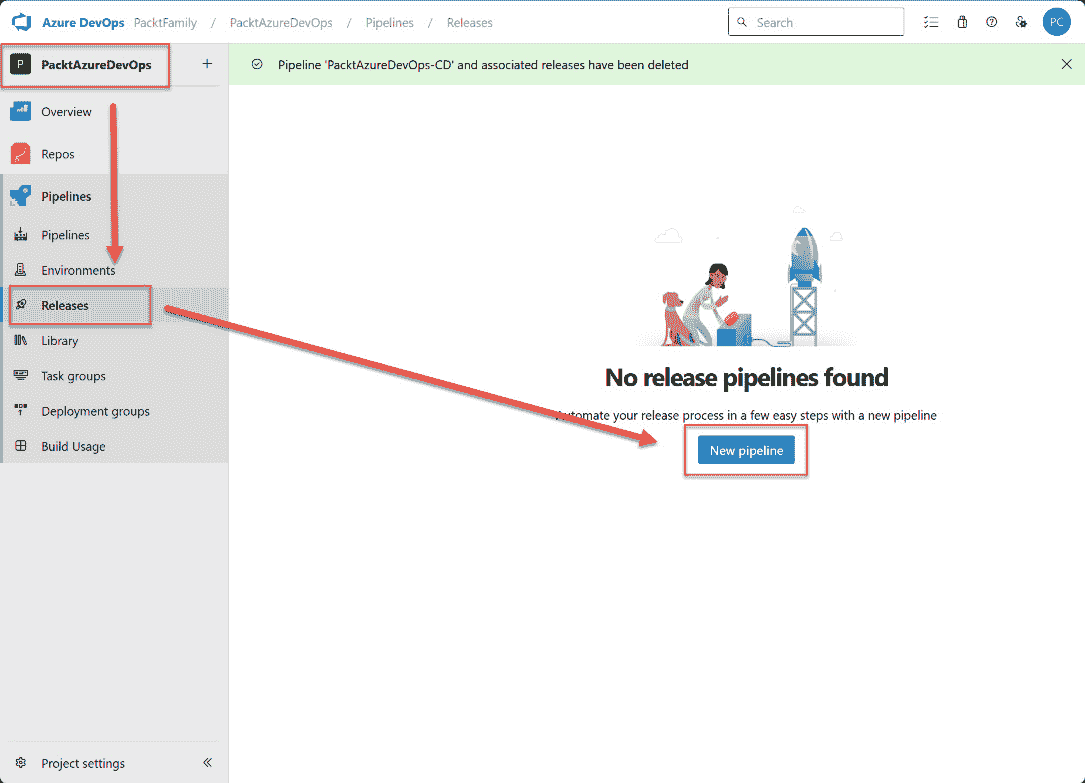 Azure DevOps PacktFamily / PacktAzureDevOps / Pipelines / Releases
Search
PC
P PacktAzureDevOps +
Pipeline 'PacktAzureDevOps-CD' and associated releases have been deleted
Overview
Repos
Pipelines
Pipelines
Environments
Releases
Library
Task groups
Deployment groups
Build Usage
No release pipelines found
Automate your release process in a few easy steps with a new pipeline
New pipeline
Project settings